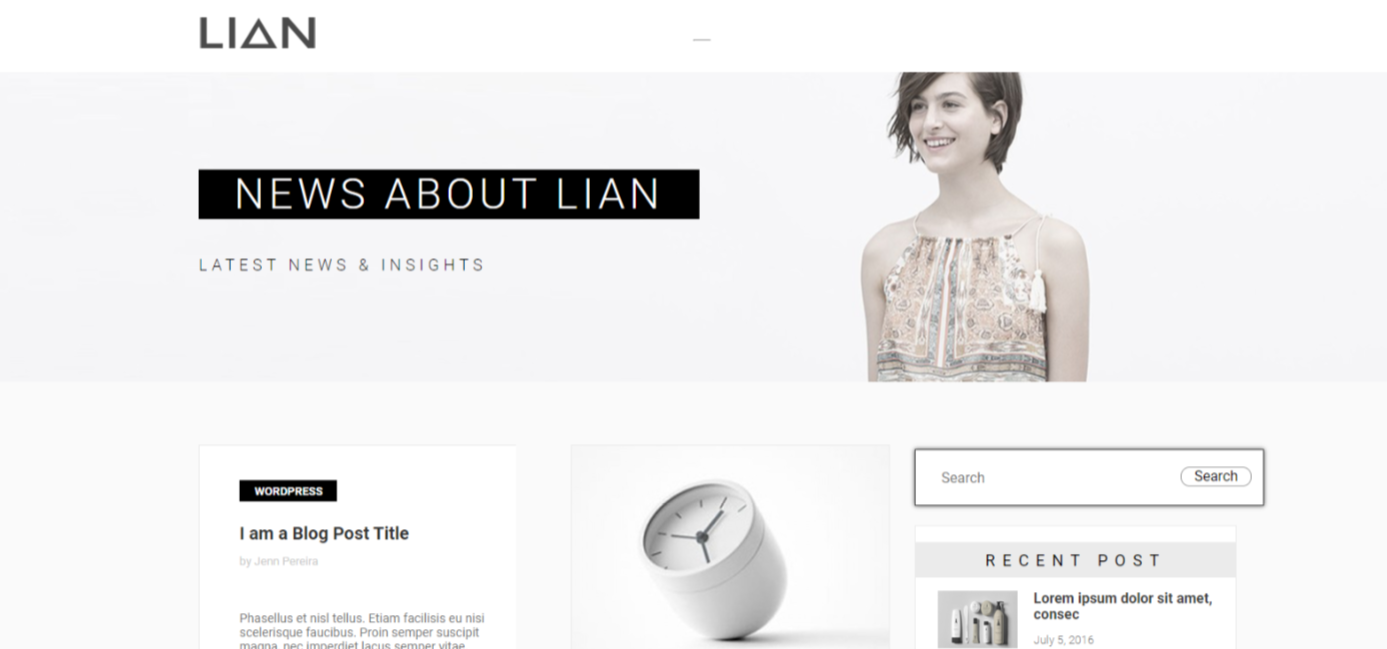 LIAN
NEWS ABOUT LIAN
LATEST NEWS & INSIGHTS
WORDPRESS
I am a Blog Post Title
by Jenn Pereira
Phasellus et nisl tellus. Etiam facilisis eu nisi
scelerisque faucibus. Proin semper suscipit
magna, nec imperdiet lacus semper vitae.
Search
Search
RECENT POST
Lorem ipsum dolor sit amet,
consec
July 5, 2016